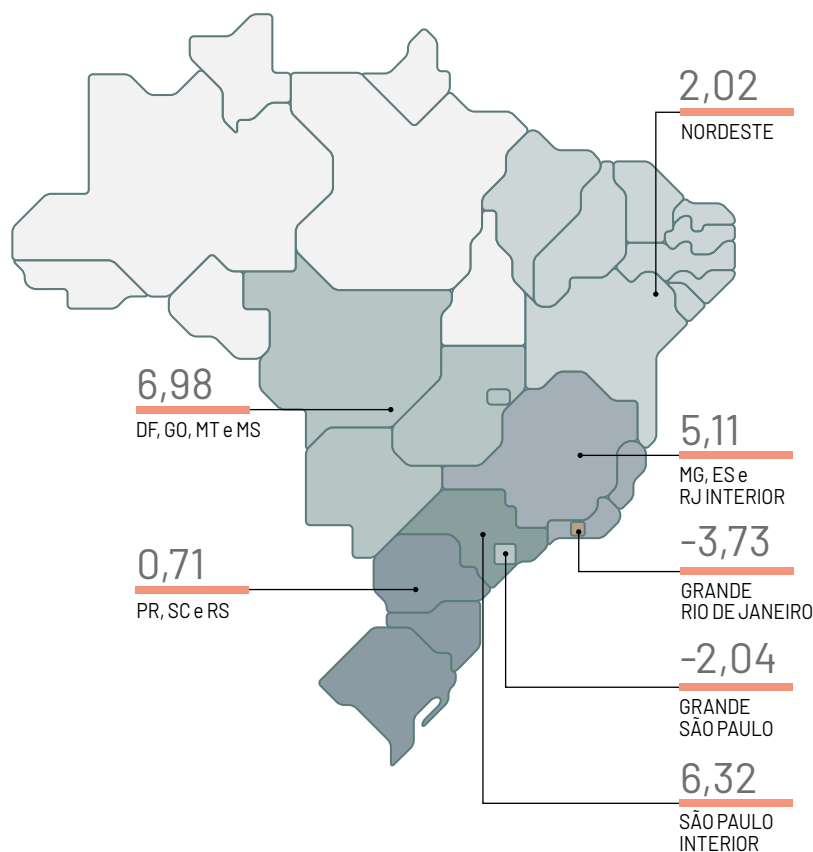 2,02
NORDESTE
6,98
DF, GO, MT e MS
5,11
MG, ES e
RJ INTERIOR
-3,73
GRANDE
RIO DE JANEIRO
0,71
PR, SC e RS
-2,04
GRANDE
SÃO PAULO
6,32
SÃO PAULO
INTERIOR